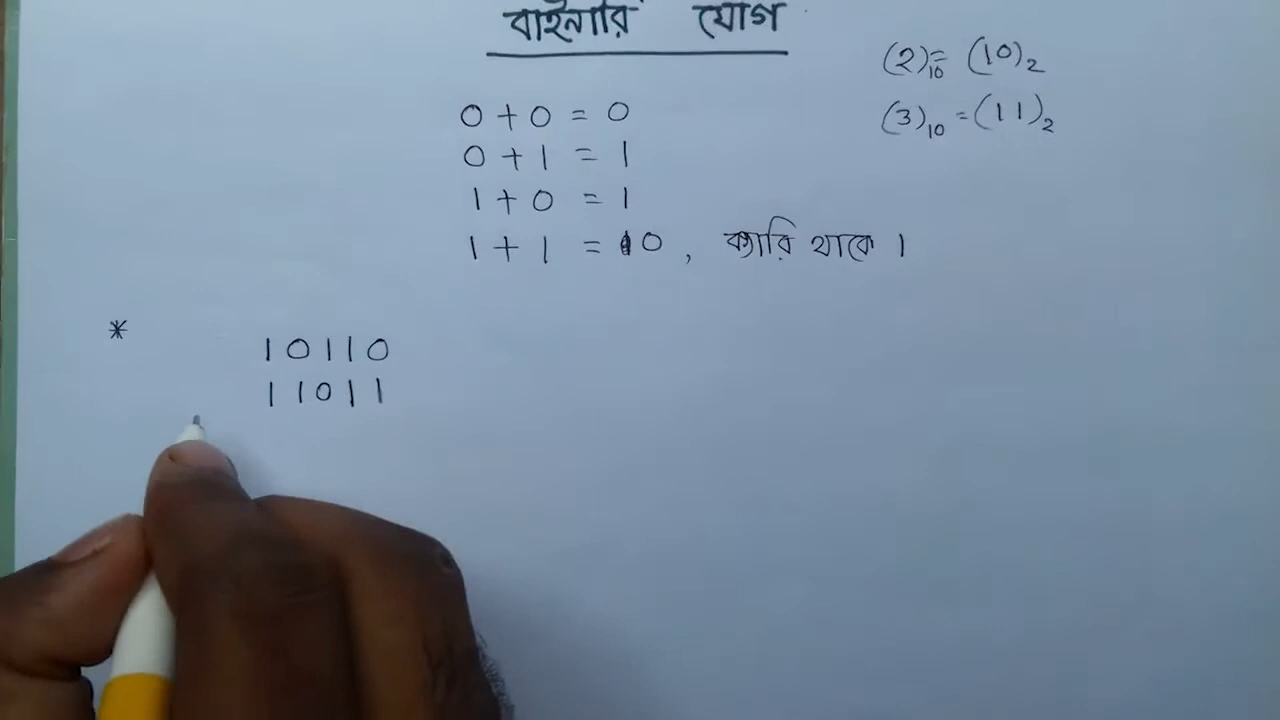 বাইনারি যোগ
(2)₁₀ = (10)₂
(3)₁₀ = (11)₂
0 + 0 = 0
0 + 1 = 1
1 + 0 = 1
1 + 1 = 10 , ক্যারি থাকে 1
*
10110
11011